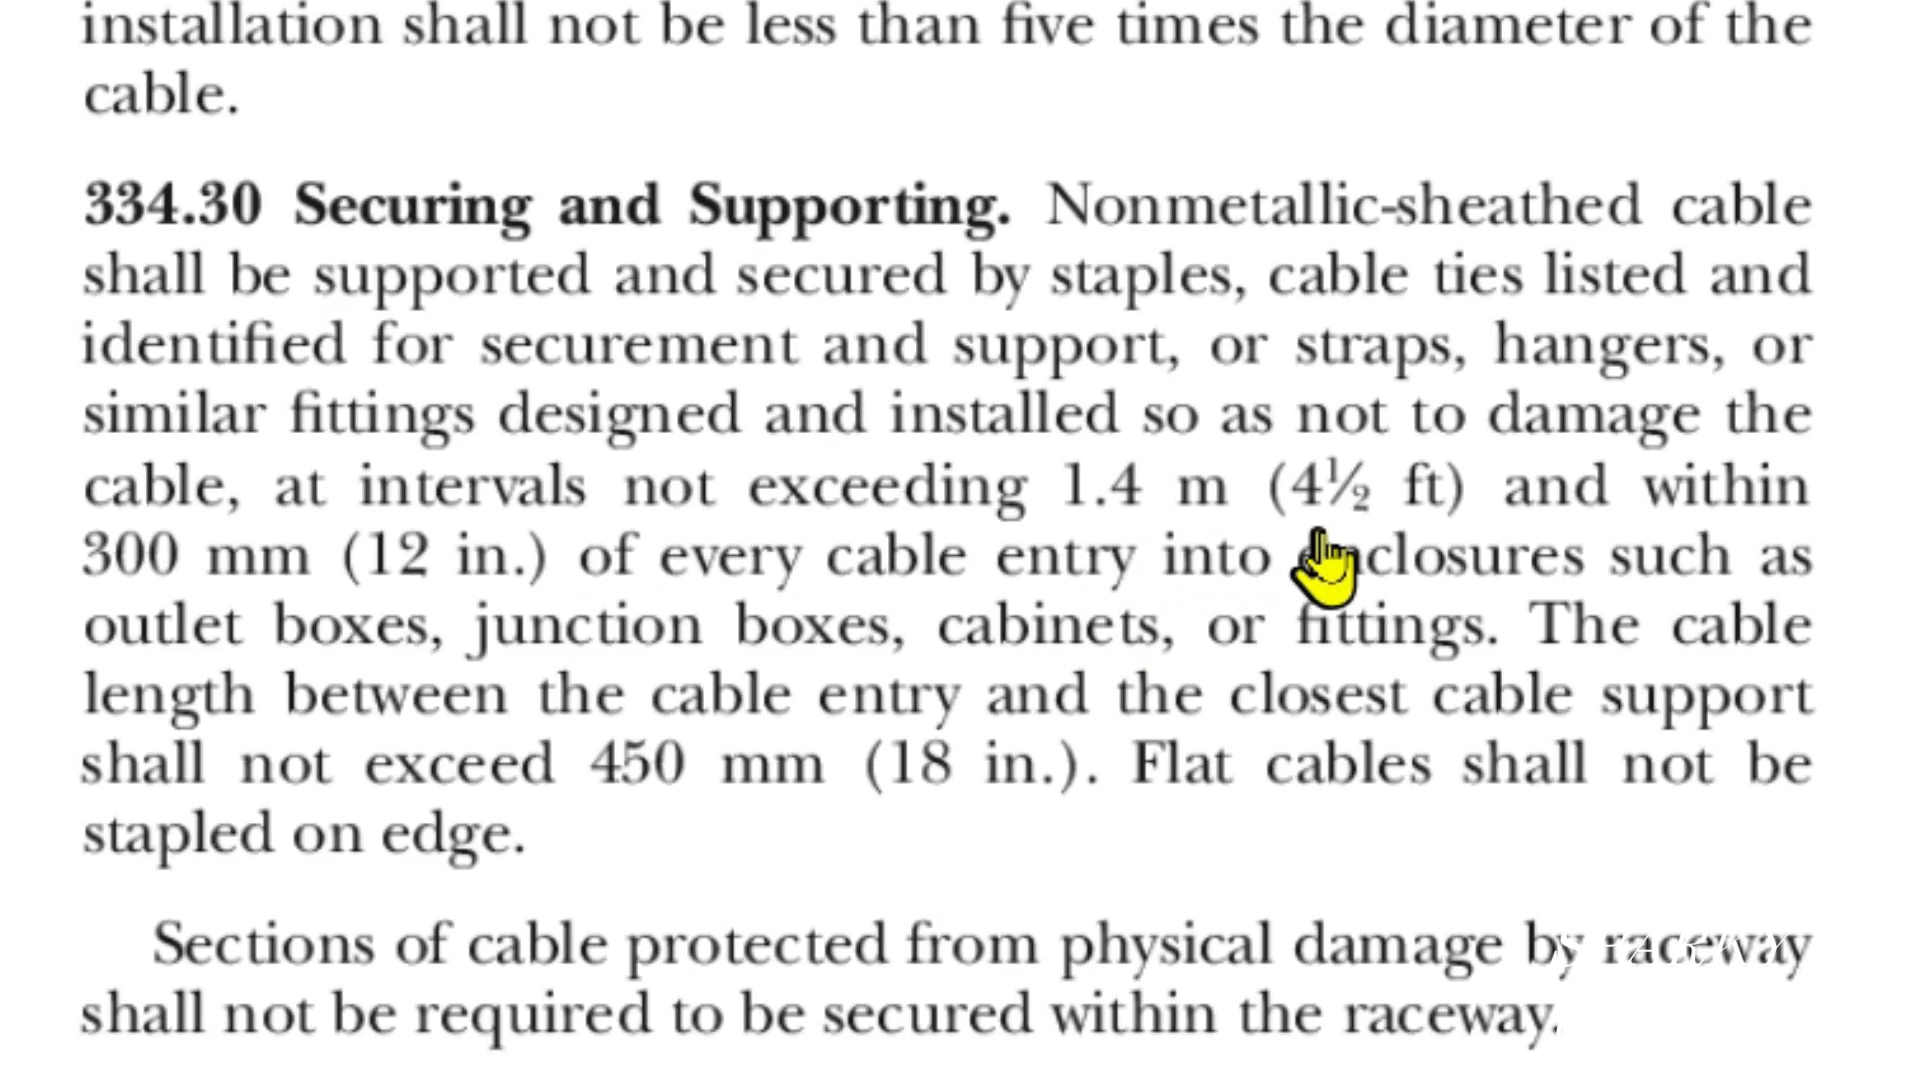 installation shall not be less than five times the diameter of the
cable.
334.30 Securing and Supporting. Nonmetallic-sheathed cable
shall be supported and secured by staples, cable ties listed and
identified for securement and support, or straps, hangers, or
similar fittings designed and installed so as not to damage the
cable, at intervals not exceeding 1.4 m (4½ ft) and within
300 mm (12 in.) of every cable entry into enclosures such as
outlet boxes, junction boxes, cabinets, or fittings. The cable
length between the cable entry and the closest cable support
shall not exceed 450 mm (18 in.). Flat cables shall not be
stapled on edge.
Sections of cable protected from physical damage by raceway
shall not be required to be secured within the raceway.